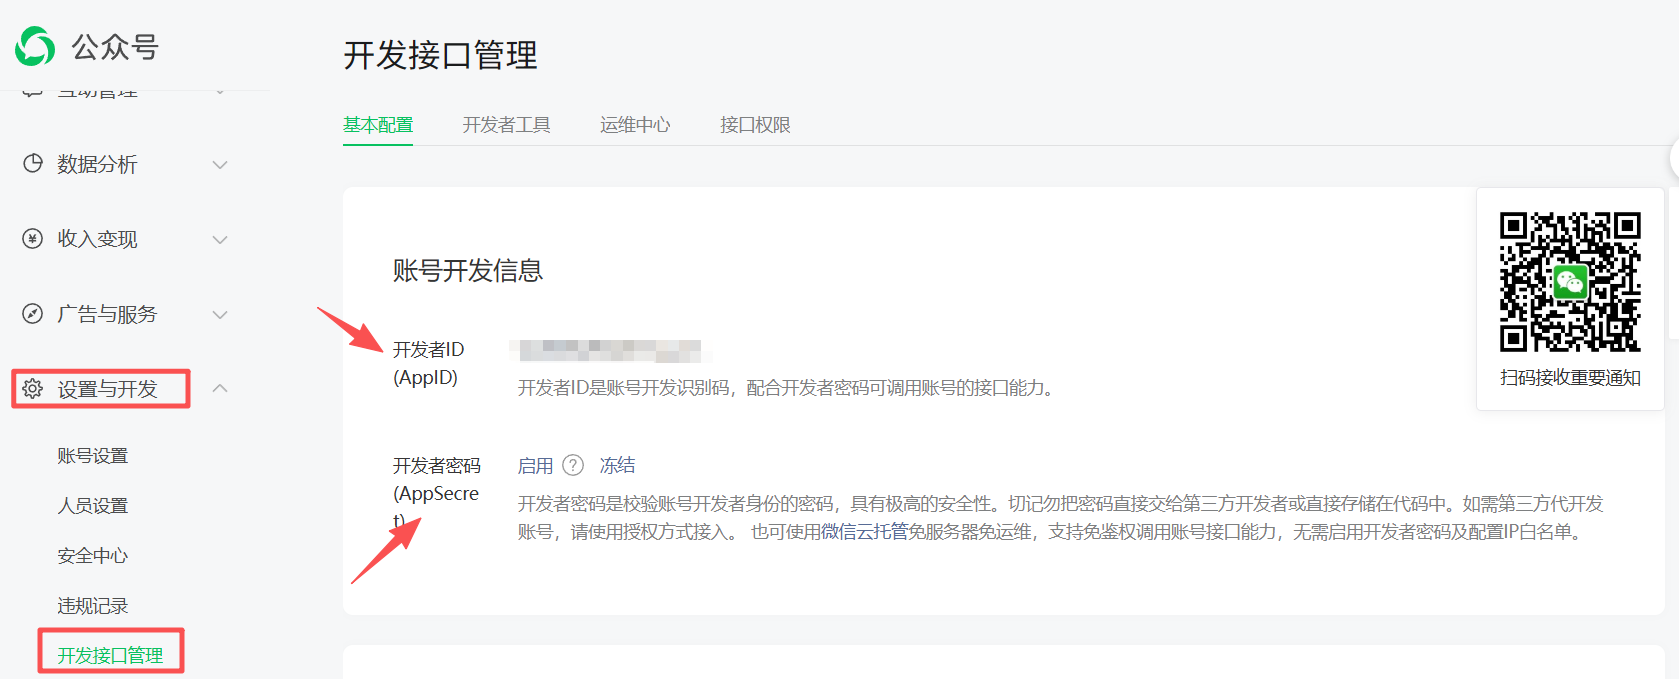 公众号
互动管理
数据分析
收入变现
广告与服务
设置与开发
账号设置
人员设置
安全中心
违规记录
开发接口管理
开发接口管理
基本配置 开发者工具 运维中心 接口权限
账号开发信息
开发者ID
(AppID)
开发者ID是账号开发识别码，配合开发者密码可调用账号的接口能力。
开发者密码
(AppSecre
t)
启用 ? 冻结
开发者密码是校验账号开发者身份的密码，具有极高的安全性。切记勿把密码直接交给第三方开发者或直接存储在代码中。如需第三方代开发
账号，请使用授权方式接入。 也可使用微信云托管免服务器免运维，支持免鉴权调用账号接口能力，无需启用开发者密码及配置IP白名单。
扫码接收重要通知